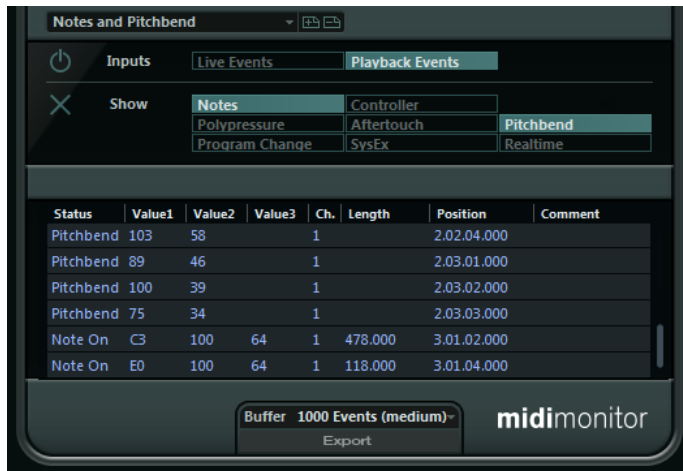 Notes and Pitchbend
Inputs Live Events Playback Events
Show Notes Controller
Polypressure Aftertouch Pitchbend
Program Change SysEx Realtime
Status Value1 Value2 Value3 Ch. Length Position Comment
Pitchbend 103 58 1 2.02.04.000
Pitchbend 89 46 1 2.03.01.000
Pitchbend 100 39 1 2.03.02.000
Pitchbend 75 34 1 2.03.03.000
Note On C3 100 64 1 478.000 3.01.02.000
Note On E0 100 64 1 118.000 3.01.04.000
Buffer 1000 Events (medium) midimonitor
Export